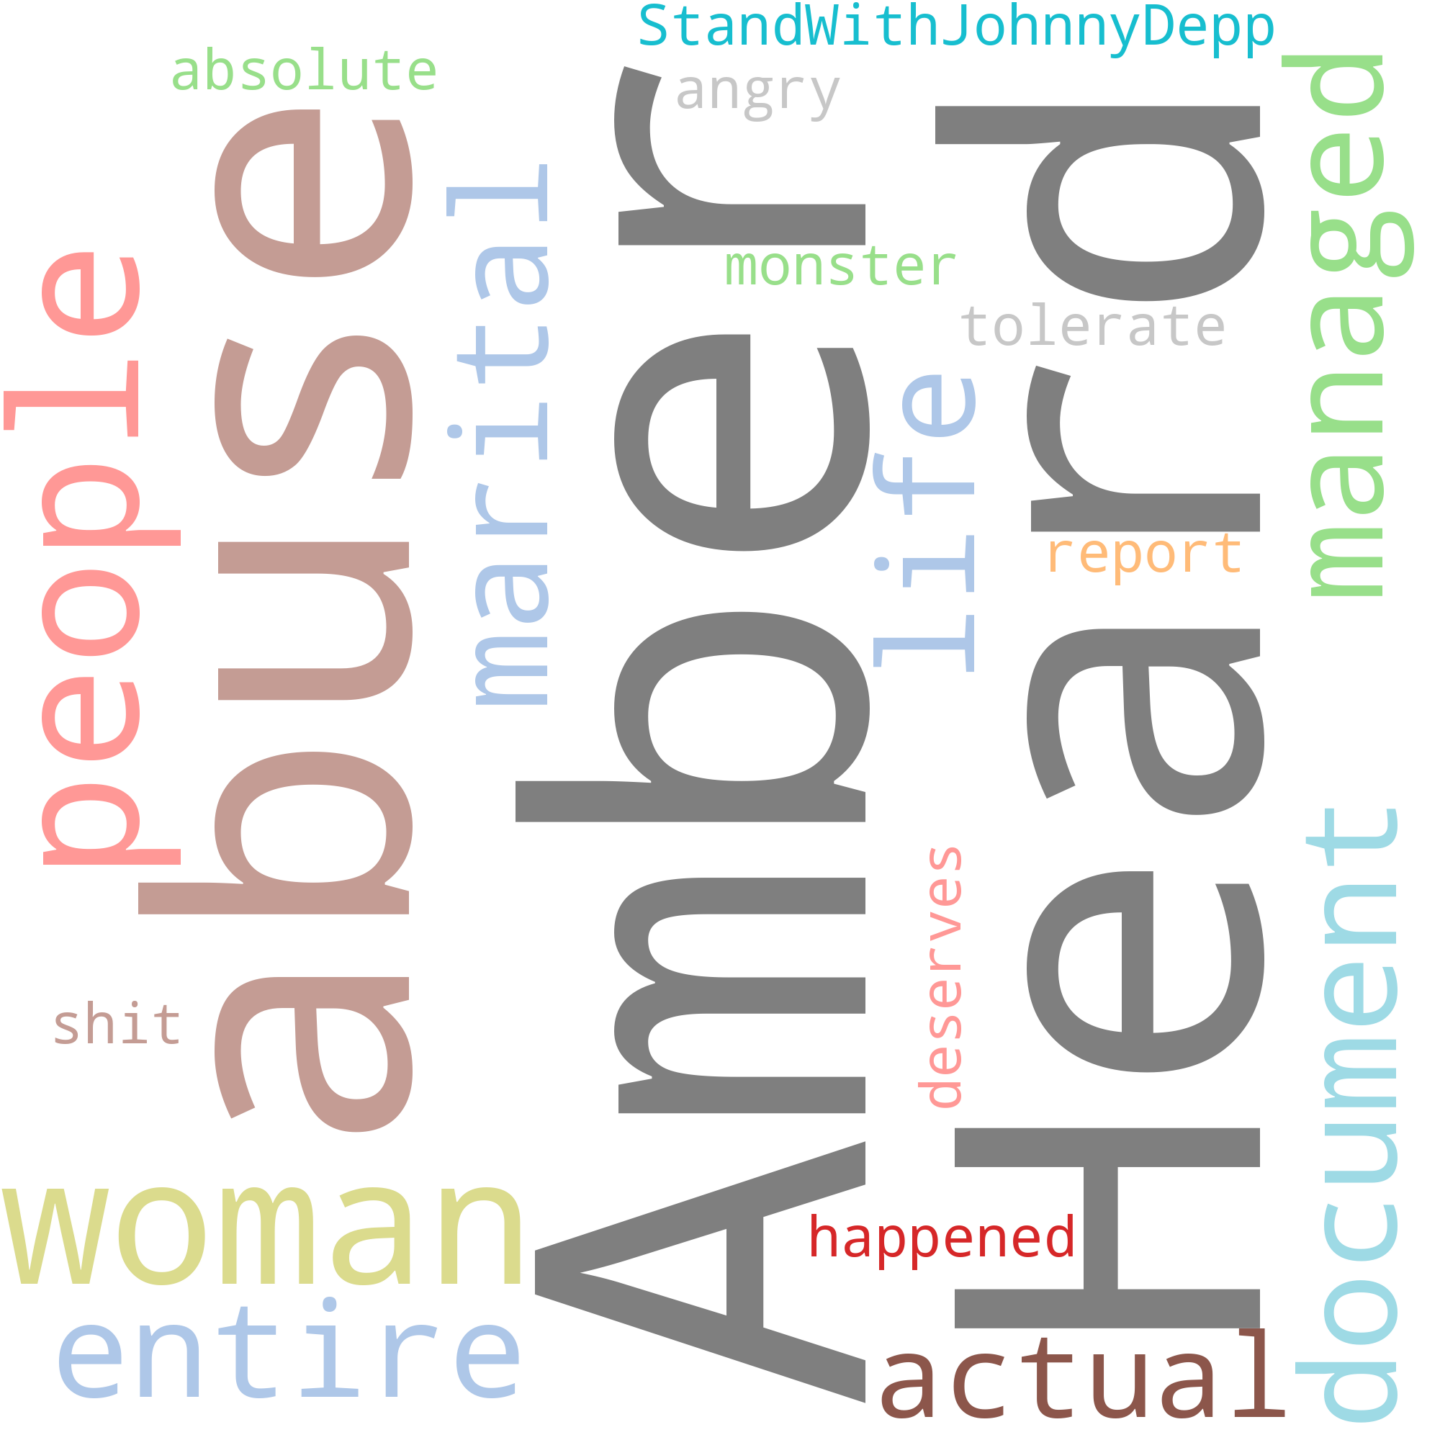 StandWithJohnnyDepp
absolute
angry
managed
people
abuse
marital
Amber Heard
monster
tolerate
life
report
document
deserves
shit
woman
happened
entire
actual